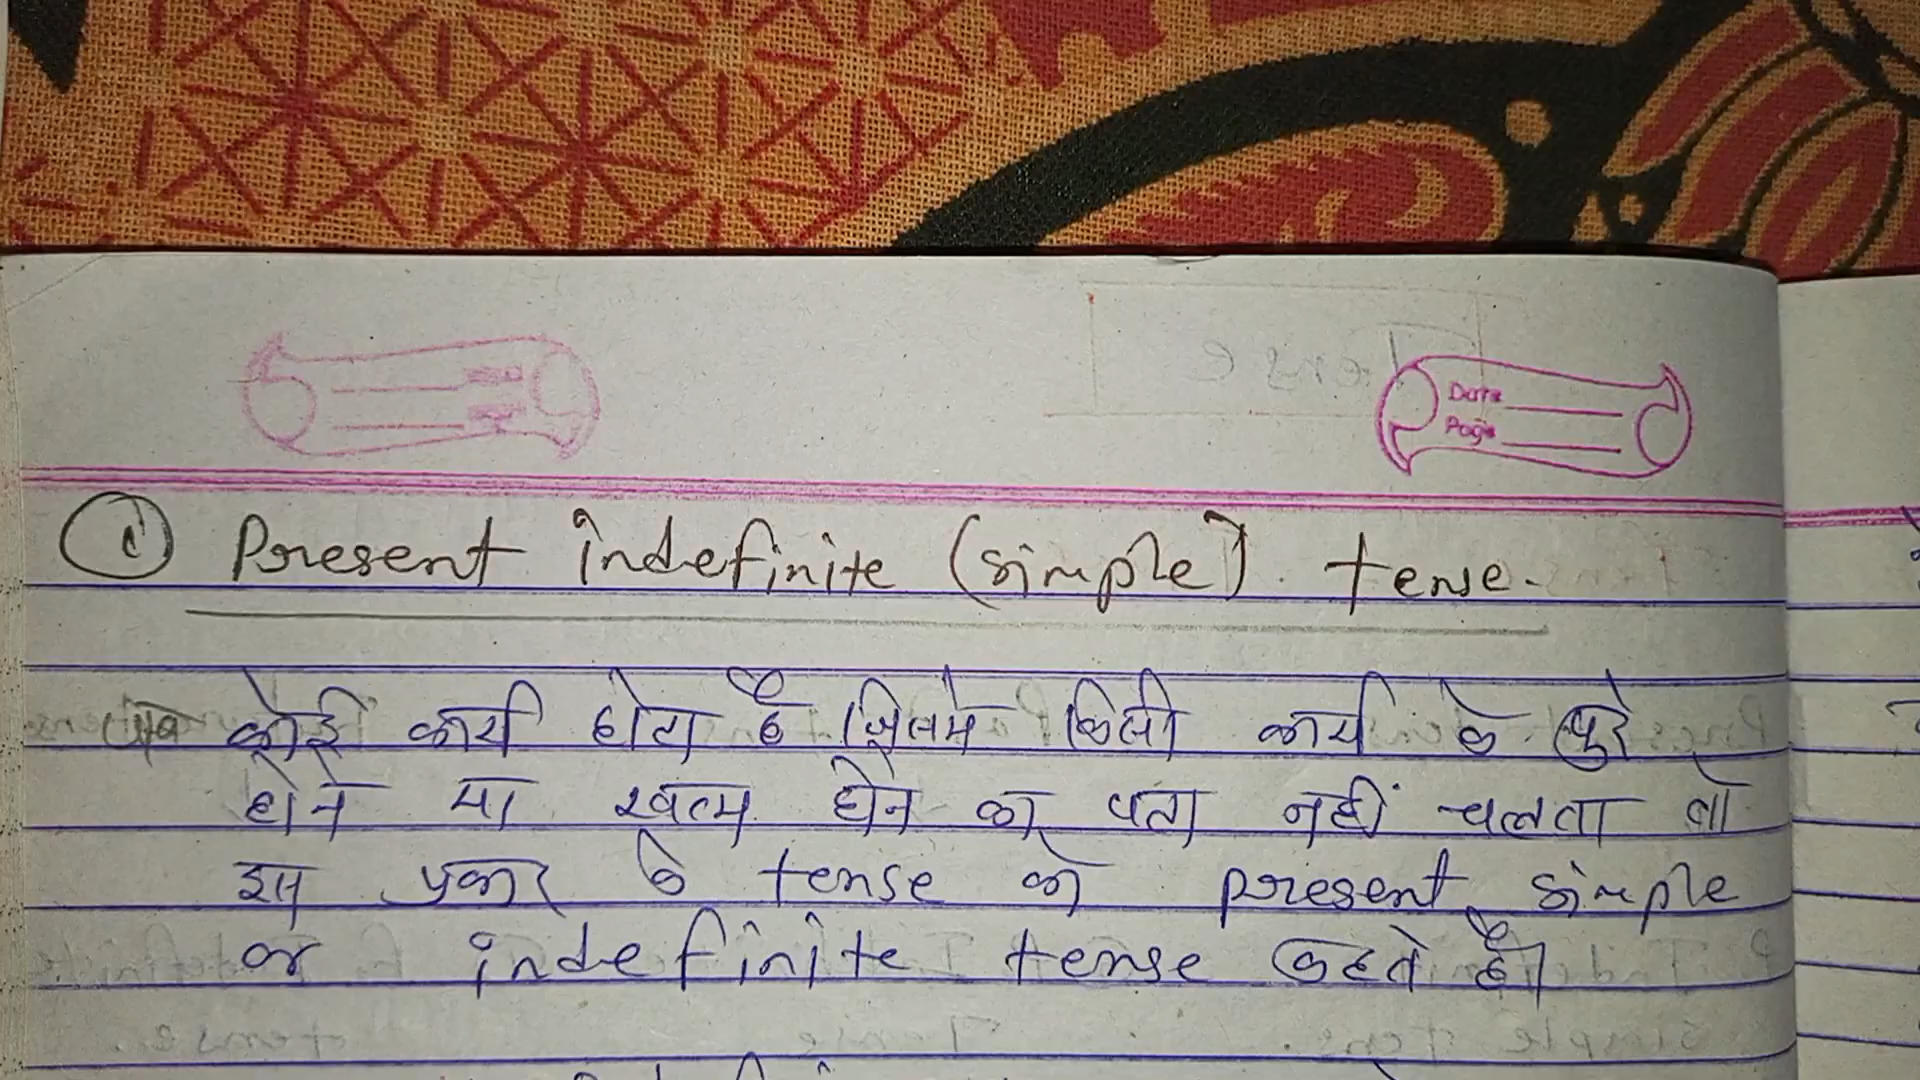 Date
Page
① Present indefinite (simple) tense.
जब कोई कार्य होता है जिसमें किसी कार्य के पुरे
होने या खत्म होने का पता नहीं चलता तो
इस प्रकार के tense को present simple
or indefinite tense कहते है।